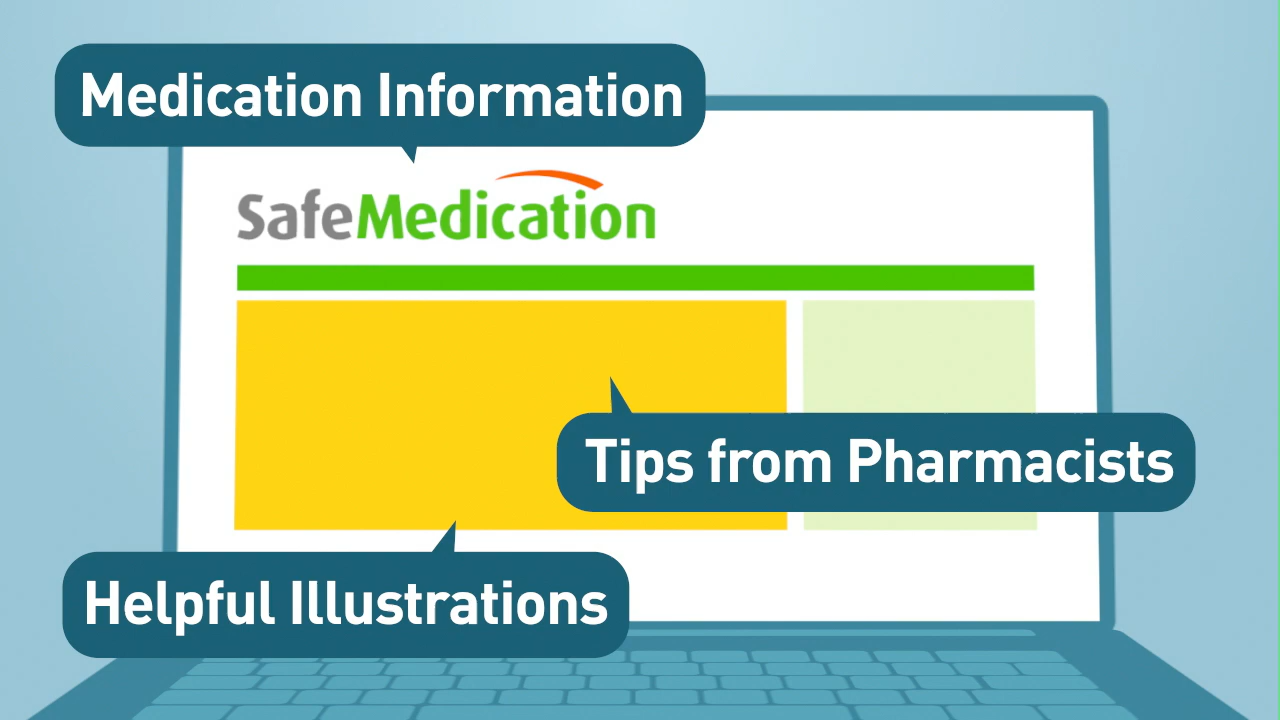 Medication Information
SafeMedication
Tips from Pharmacists
Helpful Illustrations